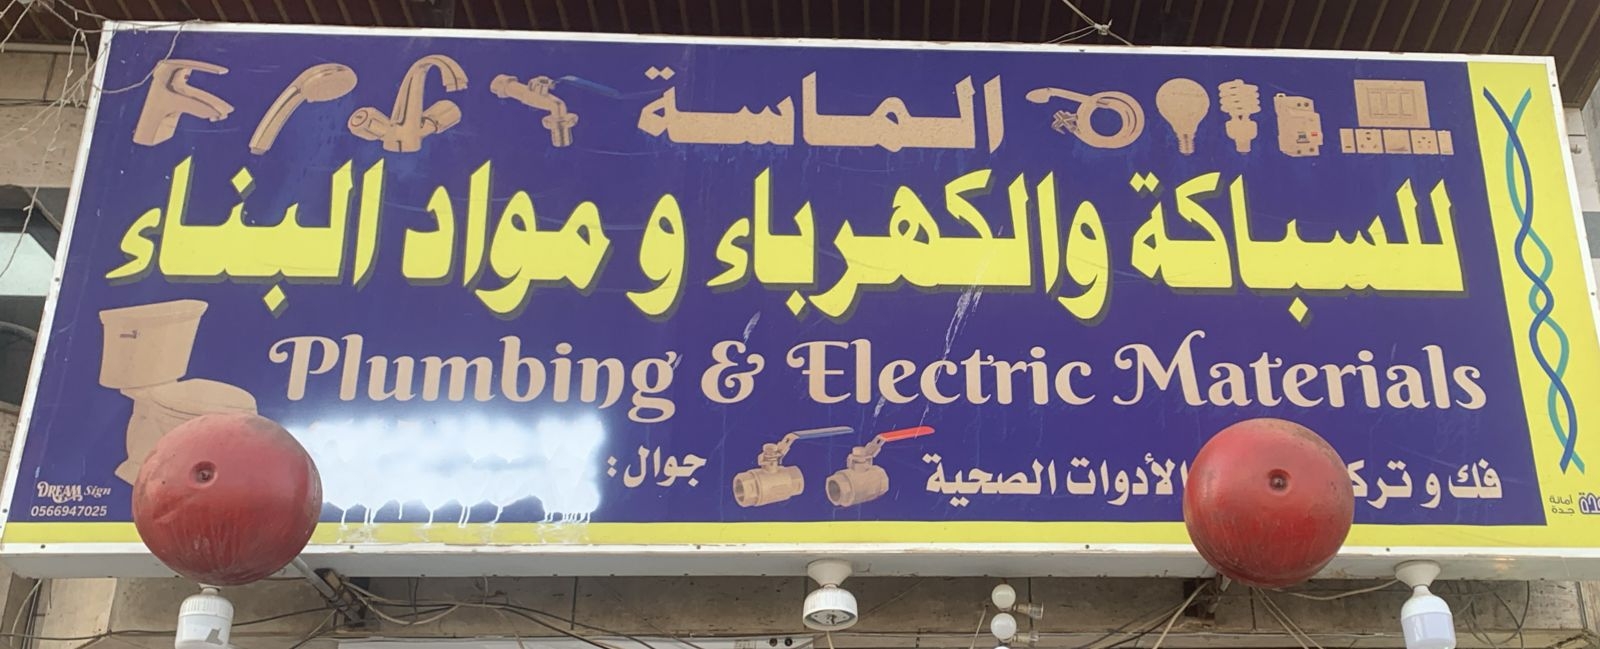 الماسة
للسباكة والكهرباء و مواد البناء
Plumbing & Electric Materials
فك و الأدوات الصحية
جوال :
DREAM Sign
0566947025
أمانة
جدة